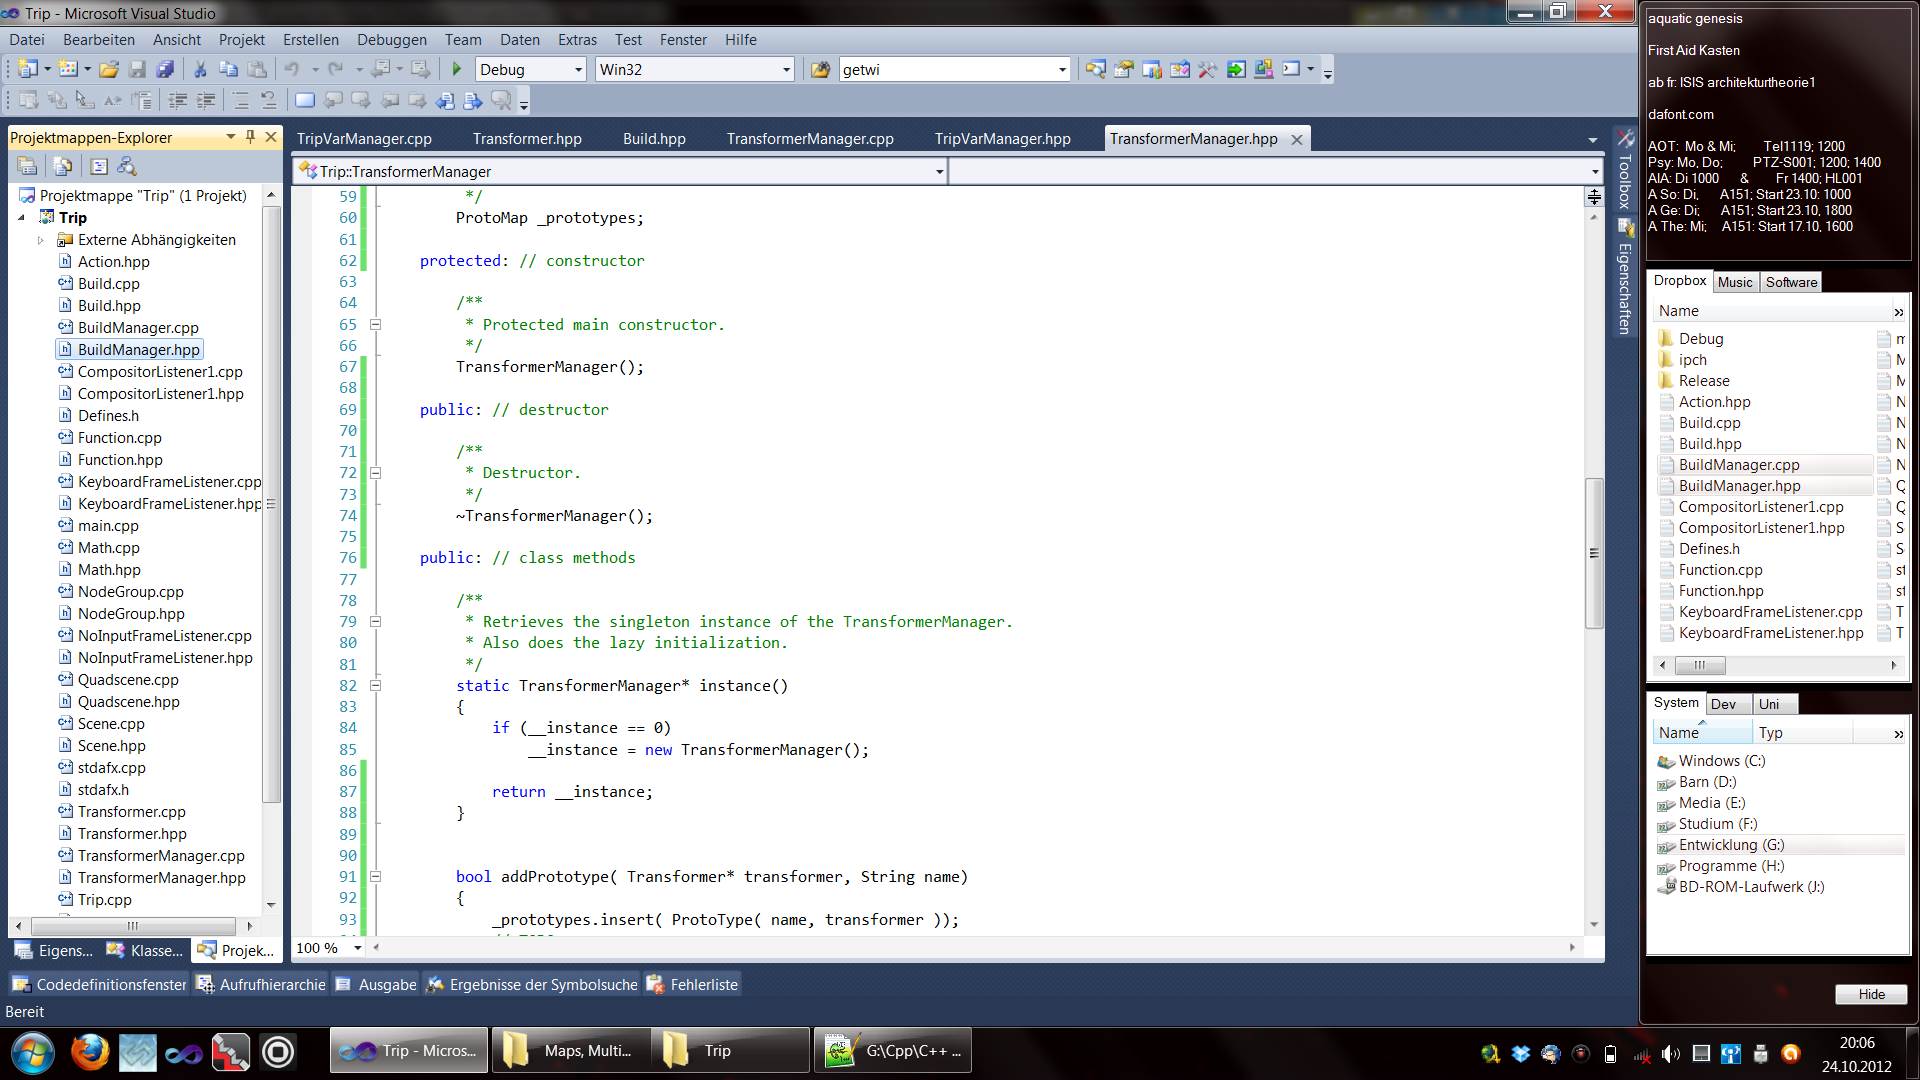 Trip - Microsoft Visual Studio
Datei Bearbeiten Ansicht Projekt Erstellen Debuggen Team Daten Extras Test Fenster Hilfe
Debug Win32 getwi
Projektmappen-Explorer
TripVarManager.cpp Transformer.hpp Build.hpp TransformerManager.cpp TripVarManager.hpp TransformerManager.hpp
Trip::TransformerManager
Projektmappe "Trip" (1 Projekt)
Trip
Externe Abhängigkeiten
Action.hpp
Build.cpp
Build.hpp
BuildManager.cpp
BuildManager.hpp
CompositorListener1.cpp
CompositorListener1.hpp
Defines.h
Function.cpp
Function.hpp
KeyboardFrameListener.cpp
KeyboardFrameListener.hpp
main.cpp
Math.cpp
Math.hpp
NodeGroup.cpp
NodeGroup.hpp
NoInputFrameListener.cpp
NoInputFrameListener.hpp
Quadscene.cpp
Quadscene.hpp
Scene.cpp
Scene.hpp
stdafx.cpp
stdafx.h
Transformer.cpp
Transformer.hpp
TransformerManager.cpp
TransformerManager.hpp
Trip.cpp
Eigens... Klasse... Projek...
59 */
60 ProtoMap _prototypes;
61
62 protected: // constructor
63
64 /**
65 * Protected main constructor.
66 */
67 TransformerManager();
68
69 public: // destructor
70
71 /**
72 * Destructor.
73 */
74 ~TransformerManager();
75
76 public: // class methods
77
78 /**
79 * Retrieves the singleton instance of the TransformerManager.
80 * Also does the lazy initialization.
81 */
82 static TransformerManager* instance()
83 {
84 if (__instance == 0)
85 __instance = new TransformerManager();
86
87 return __instance;
88 }
89
90
91 bool addPrototype( Transformer* transformer, String name)
92 {
93 _prototypes.insert( ProtoType( name, transformer ));
100 %
Toolbox
Eigenschaften
Codedefinitionsfenster Aufrufhierarchie Ausgabe Ergebnisse der Symbolsuche Fehlerliste
Bereit
aquatic genesis
First Aid Kasten
ab fr: ISIS architekturtheorie1
dafont.com
AOT: Mo & Mi; Tel1119; 1200
Psy: Mo, Do; PTZ-S001; 1200; 1400
AIA: Di 1000 & Fr 1400; HL001
A So: Di, A151; Start 23.10: 1000
A Ge: Di; A151; Start 23.10, 1800
A The: Mi; A151: Start 17.10, 1600
Dropbox Music Software
Name
Debug
ipch
Release
Action.hpp
Build.cpp
Build.hpp
BuildManager.cpp
BuildManager.hpp
CompositorListener1.cpp
CompositorListener1.hpp
Defines.h
Function.cpp
Function.hpp
KeyboardFrameListener.cpp
KeyboardFrameListener.hpp
System Dev Uni
Name Typ
Windows (C:)
Barn (D:)
Media (E:)
Studium (F:)
Entwicklung (G:)
Programme (H:)
BD-ROM-Laufwerk (J:)
Hide
Trip - Micros... Maps, Multi... Trip G:\Cpp\C++ ...
20:06
24.10.2012